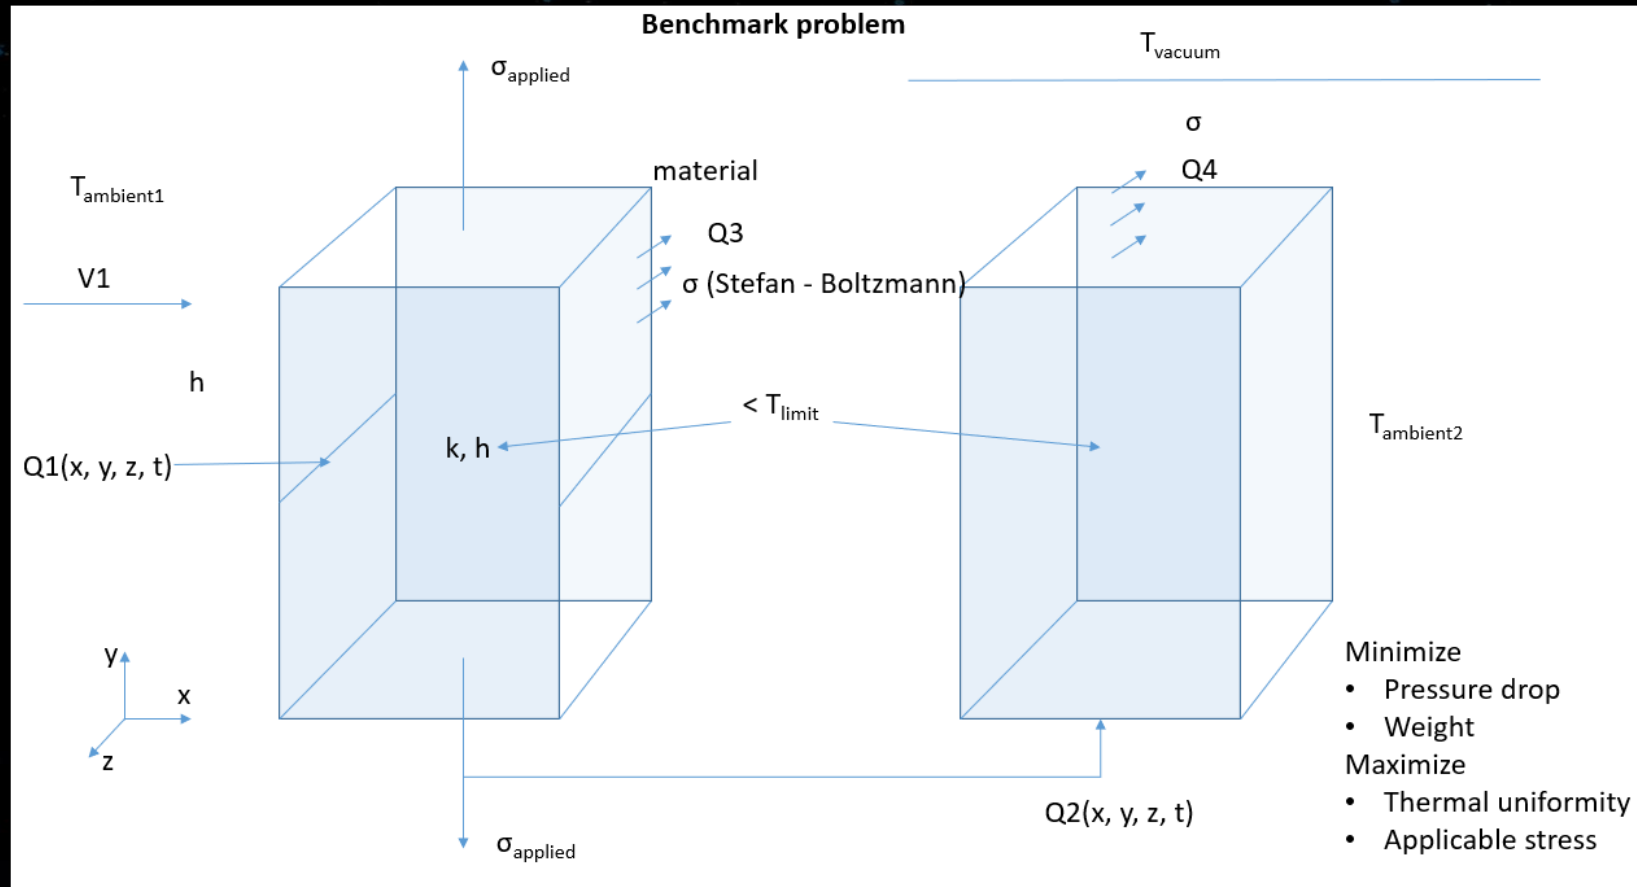 Benchmark problem
σapplied
Tvacuum
σ
Q4
material
Tambient1
Q3
V1
σ (Stefan - Boltzmann)
h
< Tlimit
Tambient2
k, h
Q1(x, y, z, t)
y
x
z
Q2(x, y, z, t)
σapplied
Minimize
• Pressure drop
• Weight
Maximize
• Thermal uniformity
• Applicable stress